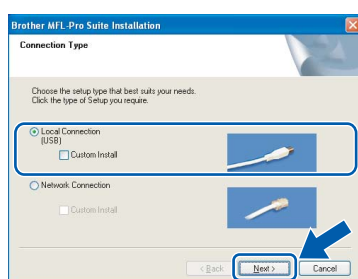 Brother MFL-Pro Suite Installation
Connection Type
Choose the setup type that best suits your needs.
Click the type of Setup you require.
Local Connection
(USB)
Custom Install
Network Connection
Custom Install
< Back Next > Cancel